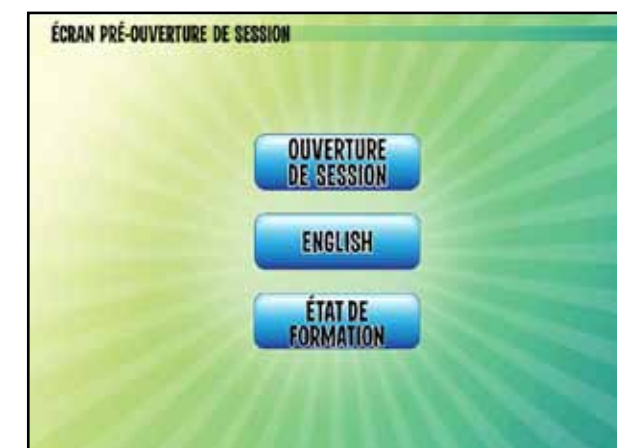 ÉCRAN PRÉ-OUVERTURE DE SESSION
OUVERTURE
DE SESSION
ENGLISH
ÉTAT DE
FORMATION